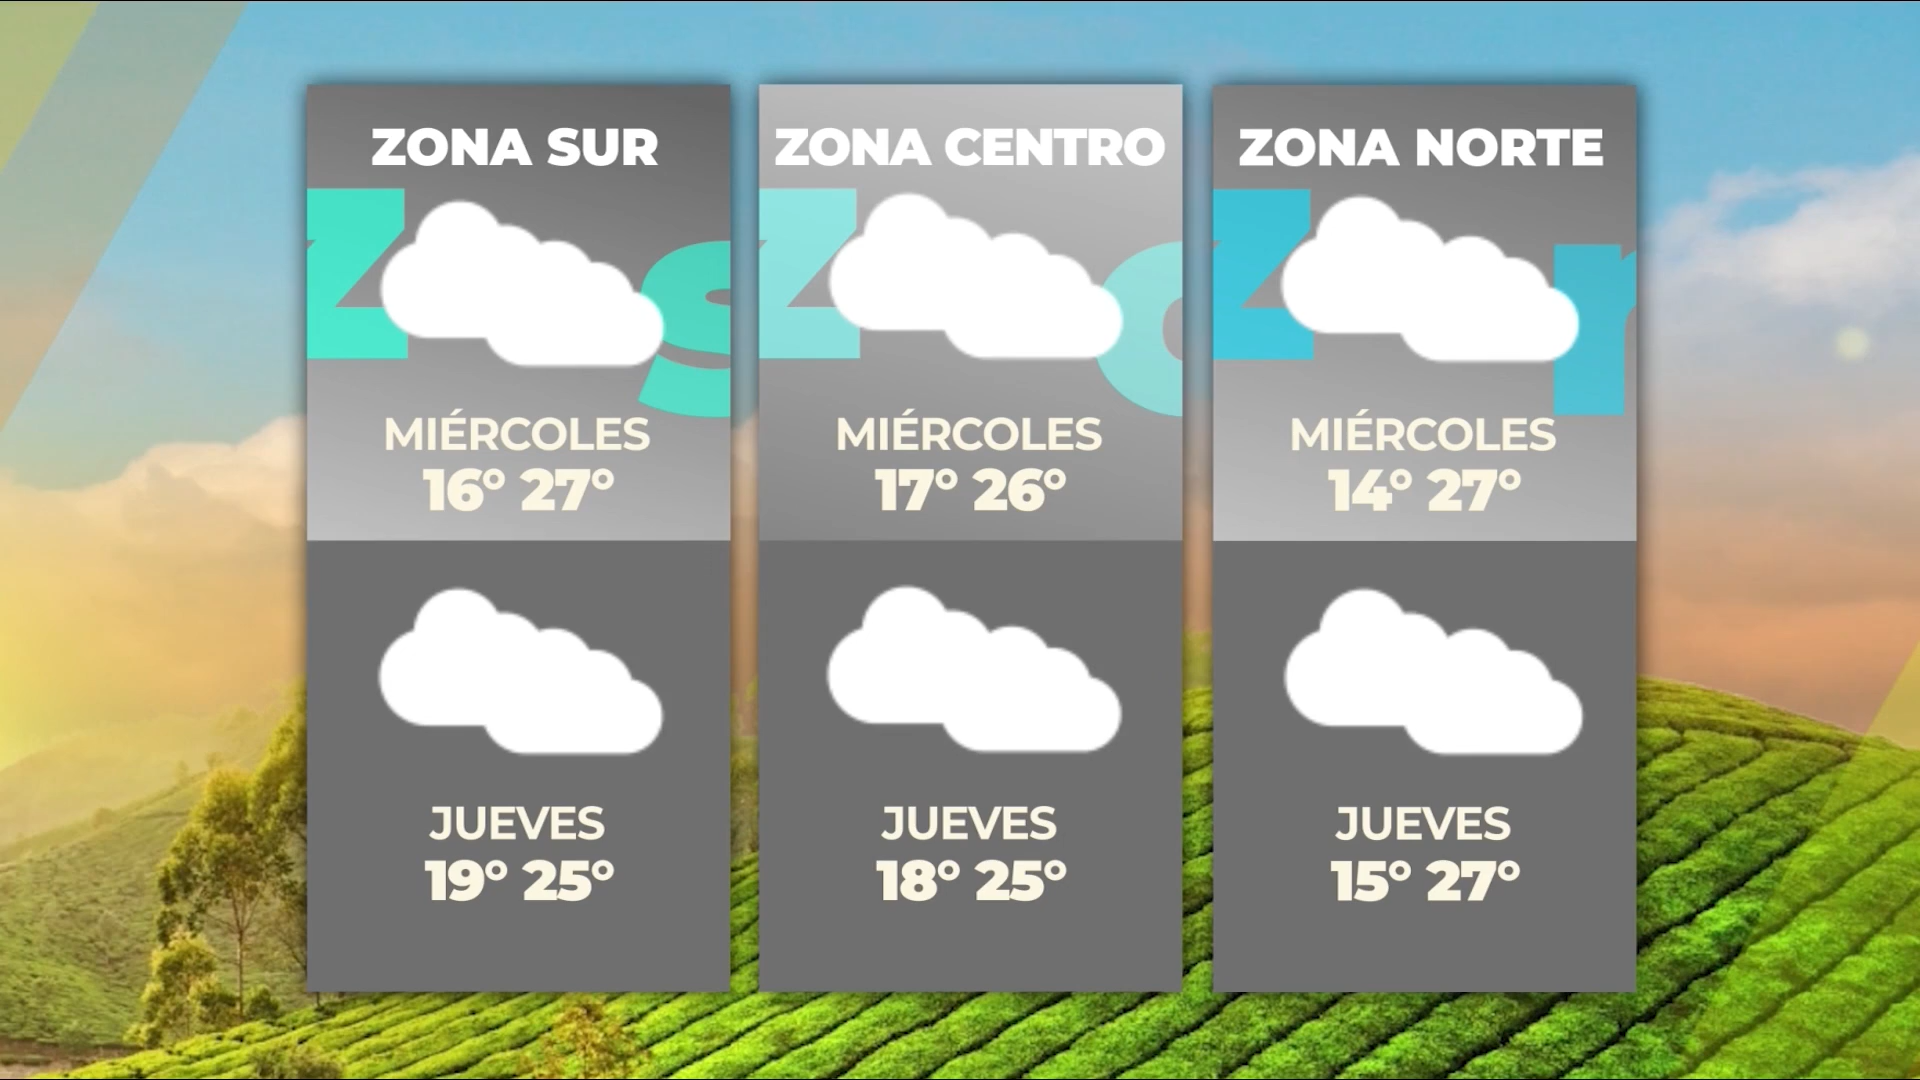 ZONA SUR
z s
MIÉRCOLES
16° 27°
JUEVES
19° 25°
ZONA CENTRO
z c
MIÉRCOLES
17° 26°
JUEVES
18° 25°
ZONA NORTE
z r
MIÉRCOLES
14° 27°
JUEVES
15° 27°